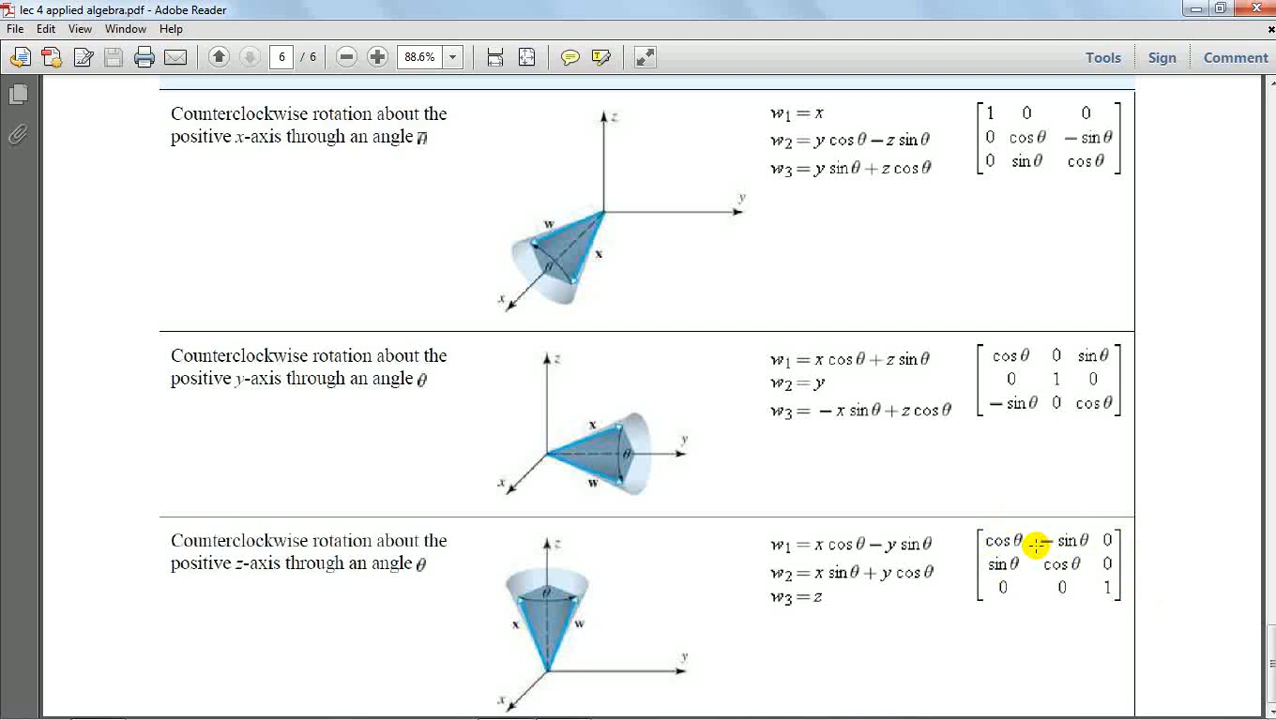 lec 4 applied algebra.pdf - Adobe Reader
File Edit View Window Help
6 / 6 88.6% Tools Sign Comment
Counterclockwise rotation about the
positive x-axis through an angle
z
y
w
x
θ
x
w₁ = x
w₂ = y cos θ − z sin θ
w₃ = y sin θ + z cos θ
1 0 0
0 cos θ − sin θ
0 sin θ cos θ
Counterclockwise rotation about the
positive y-axis through an angle θ
z
x
y
θ
w
x
w₁ = x cos θ + z sin θ
w₂ = y
w₃ = − x sin θ + z cos θ
cos θ 0 sin θ
0 1 0
− sin θ 0 cos θ
Counterclockwise rotation about the
positive z-axis through an angle θ
z
θ
x w
y
x
w₁ = x cos θ − y sin θ
w₂ = x sin θ + y cos θ
w₃ = z
cos θ − sin θ 0
sin θ cos θ 0
0 0 1